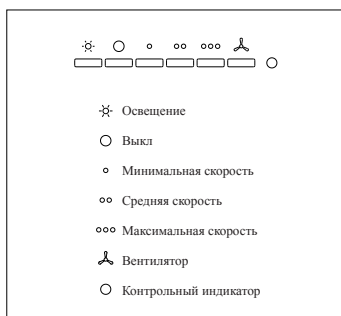 Освещение
Выкл
Минимальная скорость
Средняя скорость
Максимальная скорость
Вентилятор
Контрольный индикатор